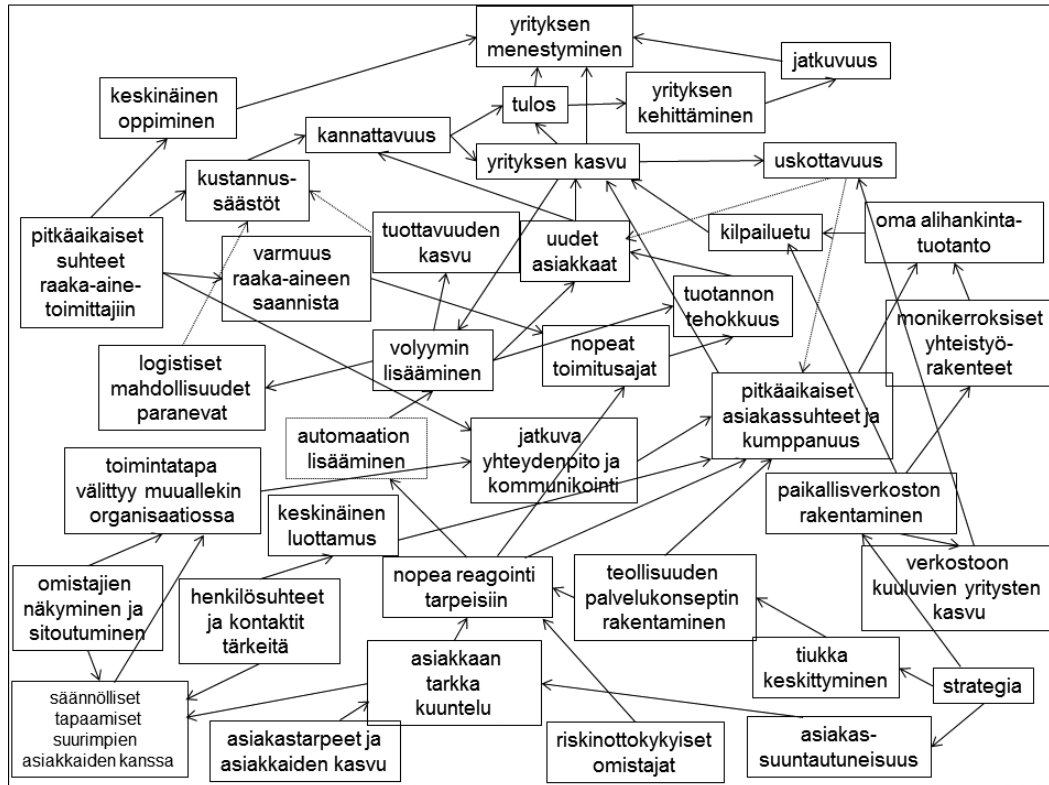 yrityksen
menestyminen
jatkuvuus
keskinäinen
oppiminen
tulos
yrityksen
kehittäminen
kannattavuus
yrityksen kasvu
uskottavuus
kustannus-
säästöt
pitkäaikaiset
suhteet
raaka-aine-
toimittajiin
varmuus
raaka-aineen
saannista
tuottavuuden
kasvu
uudet
asiakkaat
kilpailuetu
oma alihankinta-
tuotanto
tuotannon
tehokkuus
monikerroksiset
yhteistyö-
rakenteet
logistiset
mahdollisuudet
paranevat
volyymin
lisääminen
nopeat
toimitusajat
pitkäaikaiset
asiakassuhteet ja
kumppanuus
automaation
lisääminen
jatkuva
yhteydenpito ja
kommunikointi
toimintatapa
välittyy muuallekin
organisaatiossa
keskinäinen
luottamus
paikallisverkoston
rakentaminen
omistajien
näkyminen ja
sitoutuminen
henkilösuhteet
ja kontaktit
tärkeitä
nopea reagointi
tarpeisiin
teollisuuden
palvelukonseptin
rakentaminen
verkostoon
kuuluvien yritysten
kasvu
säännölliset
tapaamiset
suurimpien
asiakkaiden kanssa
asiakkaan
tarkka
kuuntelu
tiukka
keskittyminen
strategia
asiakastarpeet ja
asiakkaiden kasvu
riskinottokykyiset
omistajat
asiakas-
suuntautuneisuus